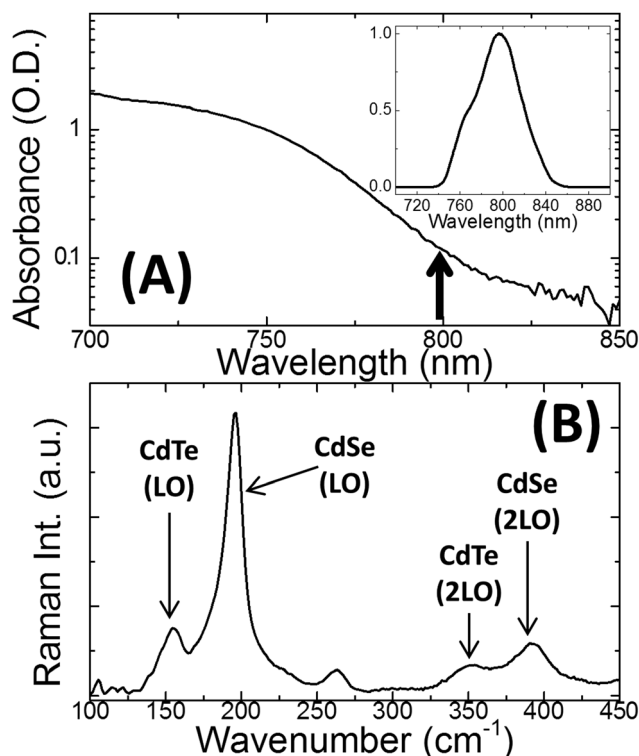 Absorbance (O.D.)
1
0.1
(A)
1.0
0.5
0.0
720 760 800 840 880
Wavelength (nm)
700 750 800 850
Wavelength (nm)
Raman Int. (a.u.)
(B)
CdTe
(LO)
CdSe
(LO)
CdSe
(2LO)
CdTe
(2LO)
100 150 200 250 300 350 400 450
Wavenumber (cm⁻¹)